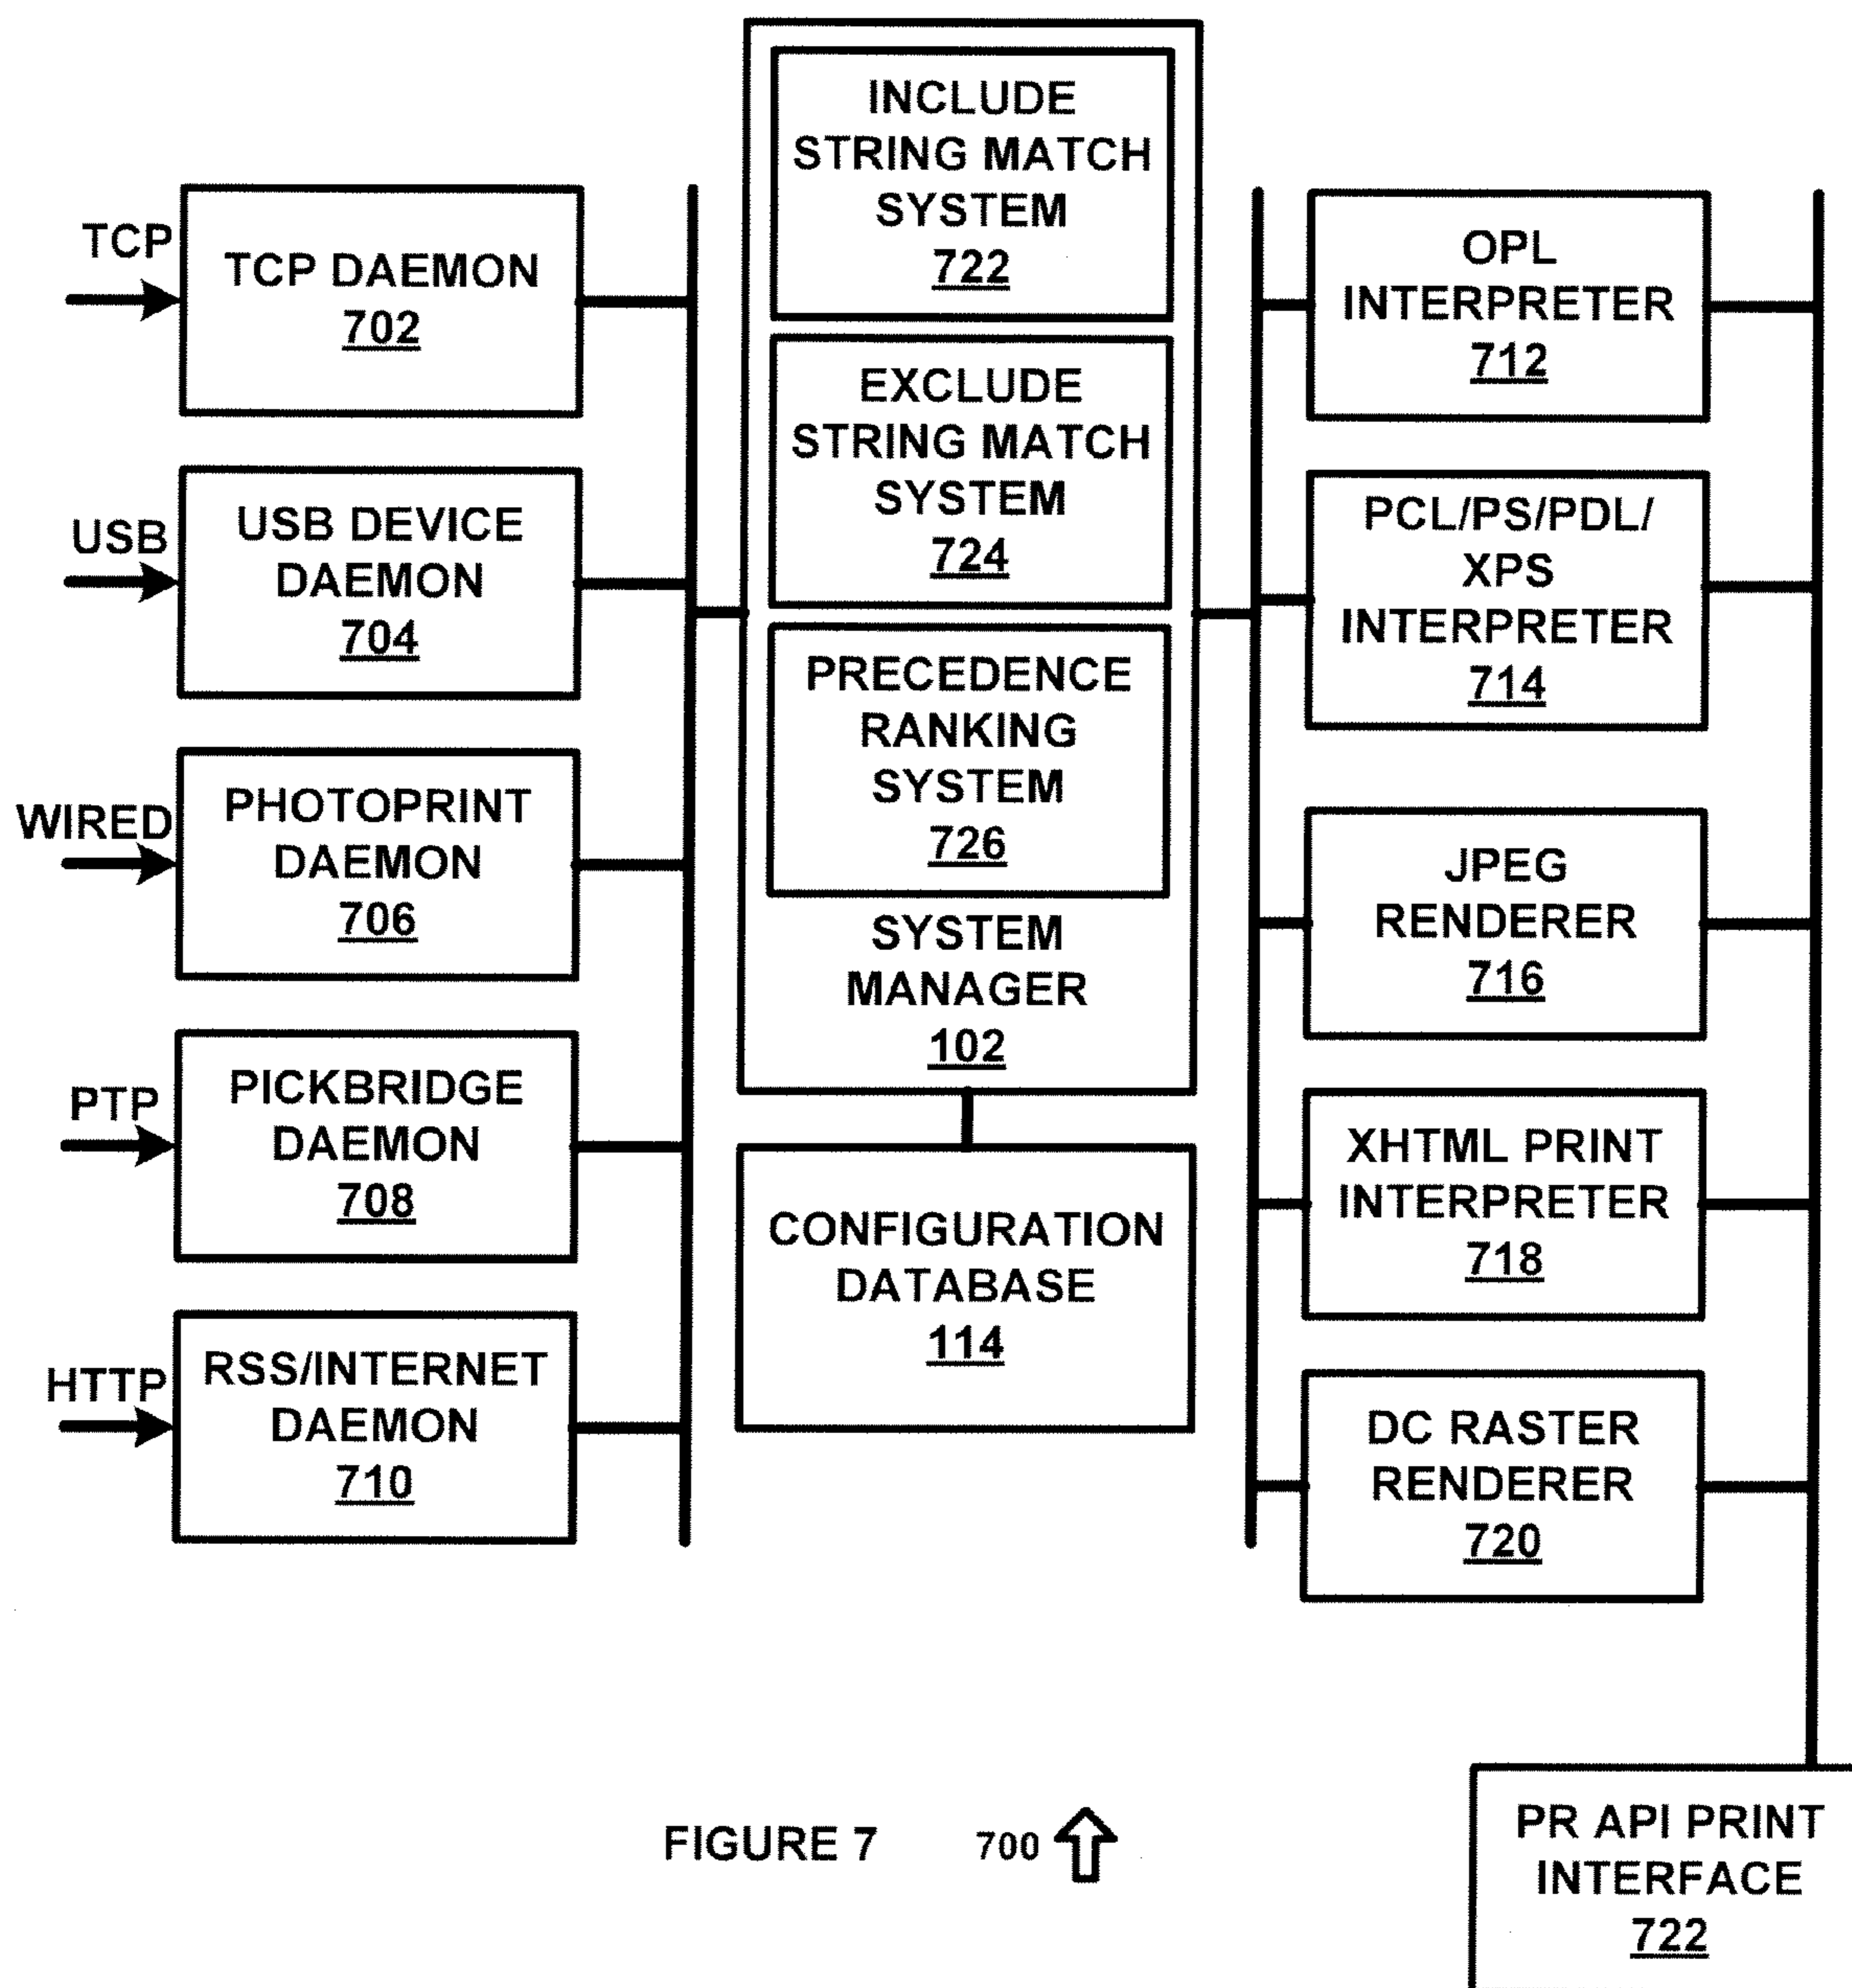 TCP
TCP DAEMON
702
USB
USB DEVICE
DAEMON
704
WIRED
PHOTOPRINT
DAEMON
706
PTP
PICKBRIDGE
DAEMON
708
HTTP
RSS/INTERNET
DAEMON
710
INCLUDE
STRING MATCH
SYSTEM
722
EXCLUDE
STRING MATCH
SYSTEM
724
PRECEDENCE
RANKING
SYSTEM
726
SYSTEM
MANAGER
102
CONFIGURATION
DATABASE
114
OPL
INTERPRETER
712
PCL/PS/PDL/
XPS
INTERPRETER
714
JPEG
RENDERER
716
XHTML PRINT
INTERPRETER
718
DC RASTER
RENDERER
720
PR API PRINT
INTERFACE
722
FIGURE 7 700